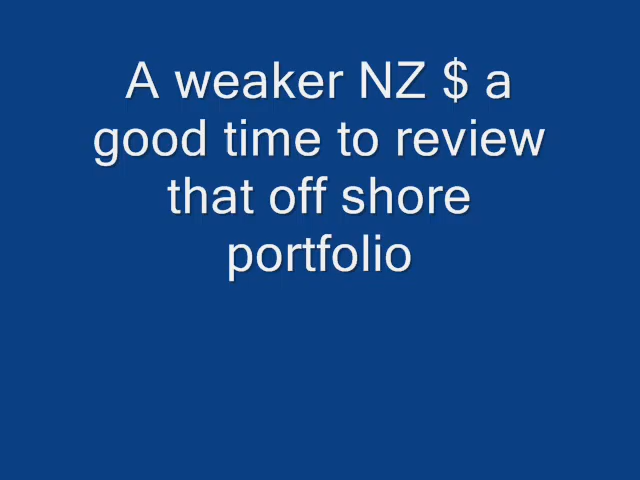 A weaker NZ $ a
good time to review
that off shore
portfolio